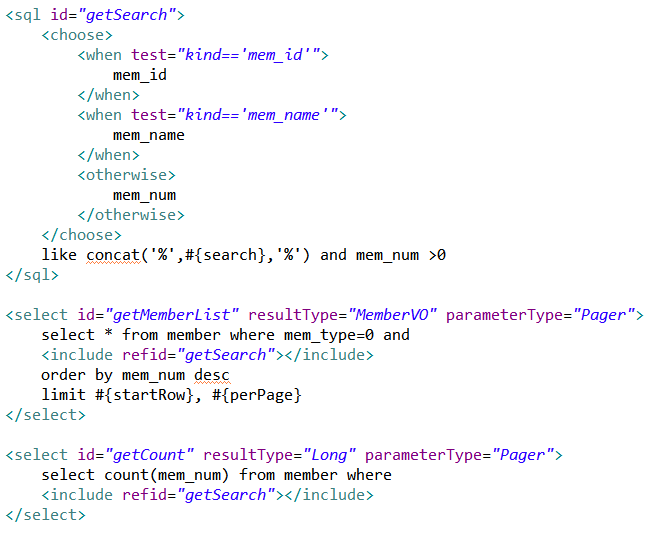 <sql id="getSearch">
    <choose>
        <when test="kind=='mem_id'">
            mem_id
        </when>
        <when test="kind=='mem_name'">
            mem_name
        </when>
        <otherwise>
            mem_num
        </otherwise>
    </choose>
    like concat('%',#{search},'%') and mem_num >0
</sql>

<select id="getMemberList" resultType="MemberVO" parameterType="Pager">
    select * from member where mem_type=0 and
    <include refid="getSearch"></include>
    order by mem_num desc
    limit #{startRow}, #{perPage}
</select>

<select id="getCount" resultType="Long" parameterType="Pager">
    select count(mem_num) from member where
    <include refid="getSearch"></include>
</select>